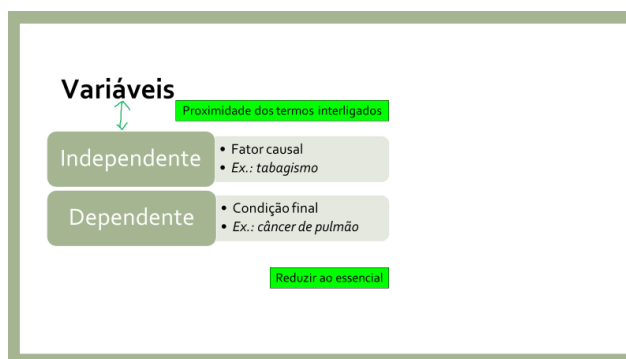 Variáveis
Proximidade dos termos interligados
Independente
• Fator causal
• Ex.: tabagismo
Dependente
• Condição final
• Ex.: câncer de pulmão
Reduzir ao essencial